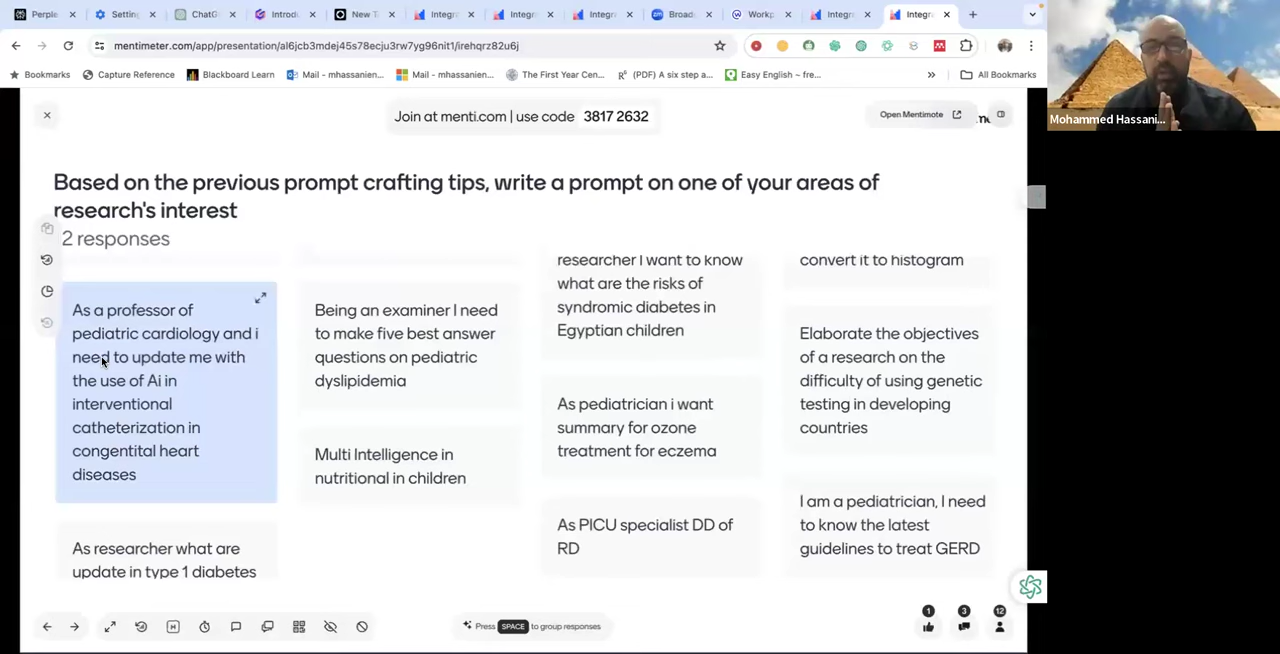 Perple
Settin
ChatG
Introdu
New T
Integra
Integra
Integra
Broad
Workp
Integra
Integra
mentimeter.com/app/presentation/al6jcb3mdej45s78ecju3rw7yg96nit1/irehqrz82u6j
Bookmarks
Capture Reference
Blackboard Learn
Mail - mhassanien...
Mail - mhassanien...
The First Year Cen...
(PDF) A six step a...
Easy English ~ fre...
All Bookmarks
Mohammed Hassani...
Join at menti.com | use code 3817 2632
Open Mentimote
Based on the previous prompt crafting tips, write a prompt on one of your areas of
research's interest
2 responses
As a professor of
pediatric cardiology and i
need to update me with
the use of Ai in
interventional
catheterization in
congentital heart
diseases
As researcher what are
update in type 1 diabetes
Being an examiner I need
to make five best answer
questions on pediatric
dyslipidemia
Multi Intelligence in
nutritional in children
researcher I want to know
what are the risks of
syndromic diabetes in
Egyptian children
As pediatrician i want
summary for ozone
treatment for eczema
As PICU specialist DD of
RD
convert it to histogram
Elaborate the objectives
of a research on the
difficulty of using genetic
testing in developing
countries
I am a pediatrician, I need
to know the latest
guidelines to treat GERD
Press SPACE to group responses
1
3
12